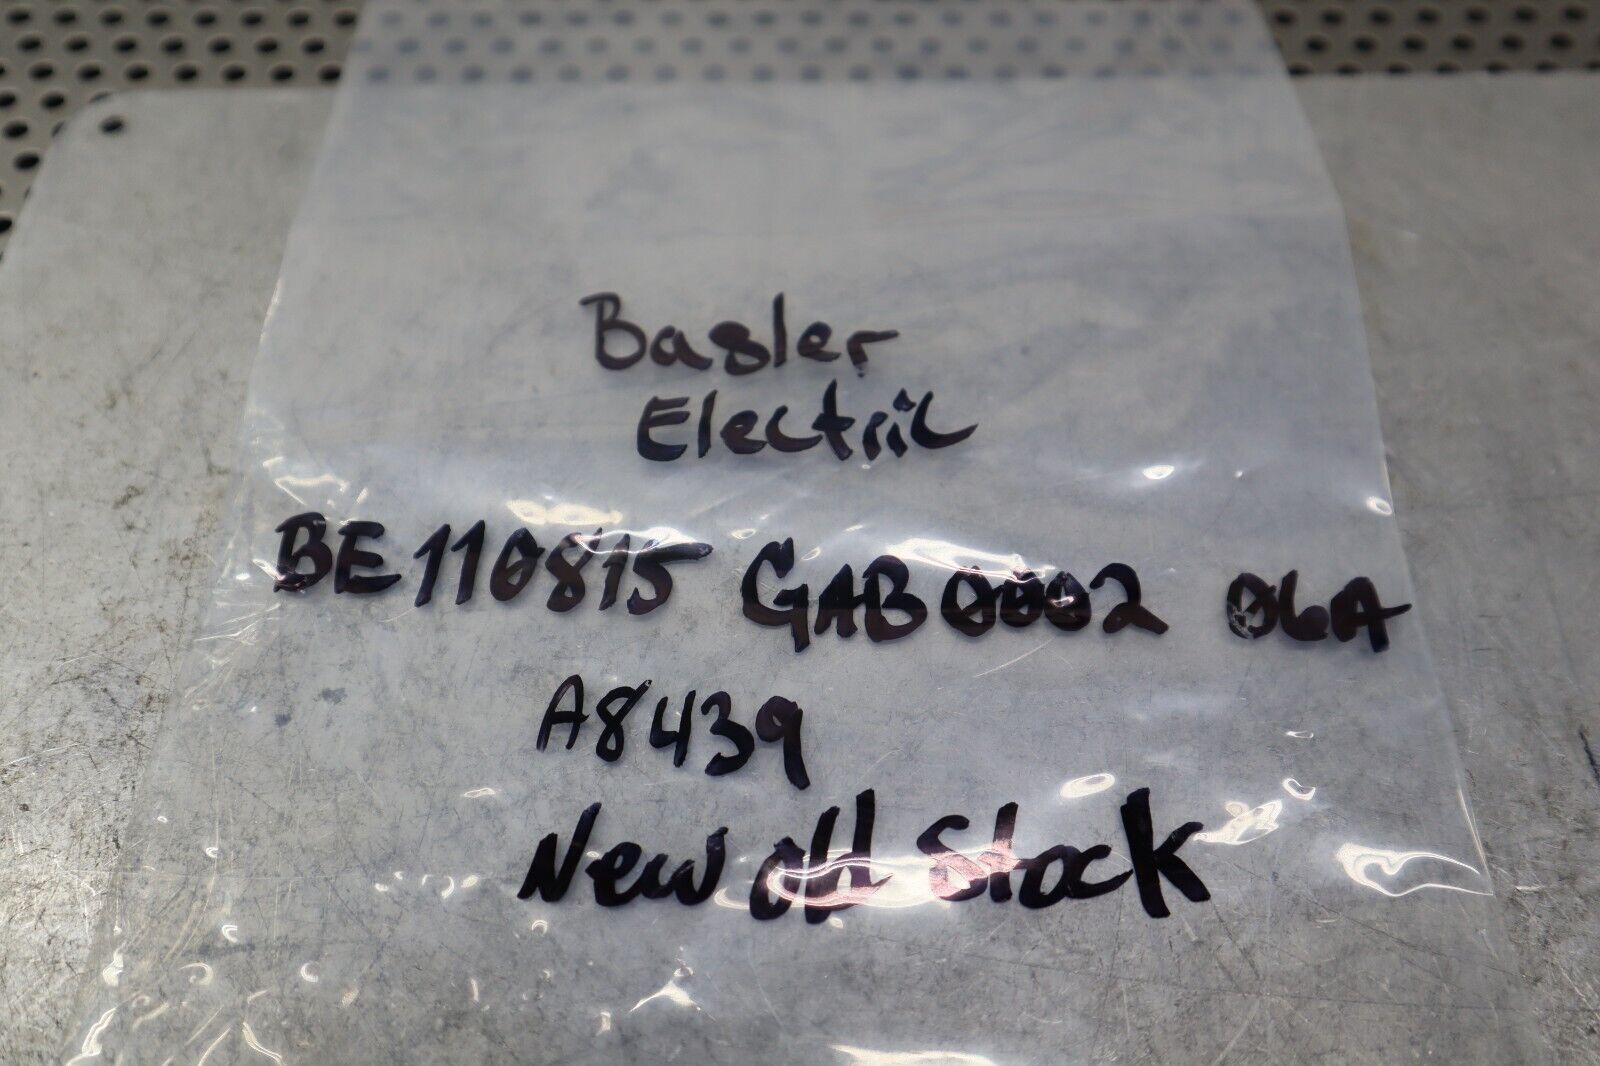 Basler
Electric
BE110815 GAB0002 06A
A8439
New old Stock